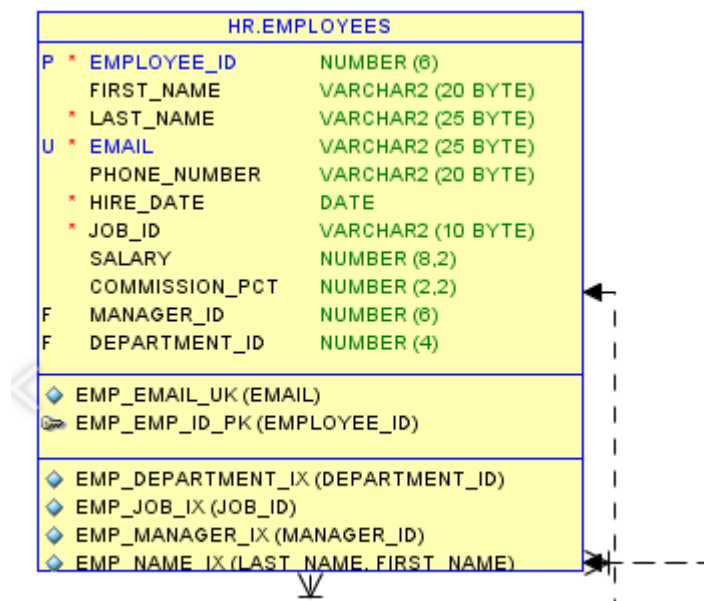 HR.EMPLOYEES
P * EMPLOYEE_ID NUMBER (6)
FIRST_NAME VARCHAR2 (20 BYTE)
* LAST_NAME VARCHAR2 (25 BYTE)
U * EMAIL VARCHAR2 (25 BYTE)
PHONE_NUMBER VARCHAR2 (20 BYTE)
* HIRE_DATE DATE
* JOB_ID VARCHAR2 (10 BYTE)
SALARY NUMBER (8,2)
COMMISSION_PCT NUMBER (2,2)
F MANAGER_ID NUMBER (6)
F DEPARTMENT_ID NUMBER (4)
EMP_EMAIL_UK (EMAIL)
EMP_EMP_ID_PK (EMPLOYEE_ID)
EMP_DEPARTMENT_IX (DEPARTMENT_ID)
EMP_JOB_IX (JOB_ID)
EMP_MANAGER_IX (MANAGER_ID)
EMP_NAME_IX (LAST_NAME, FIRST_NAME)